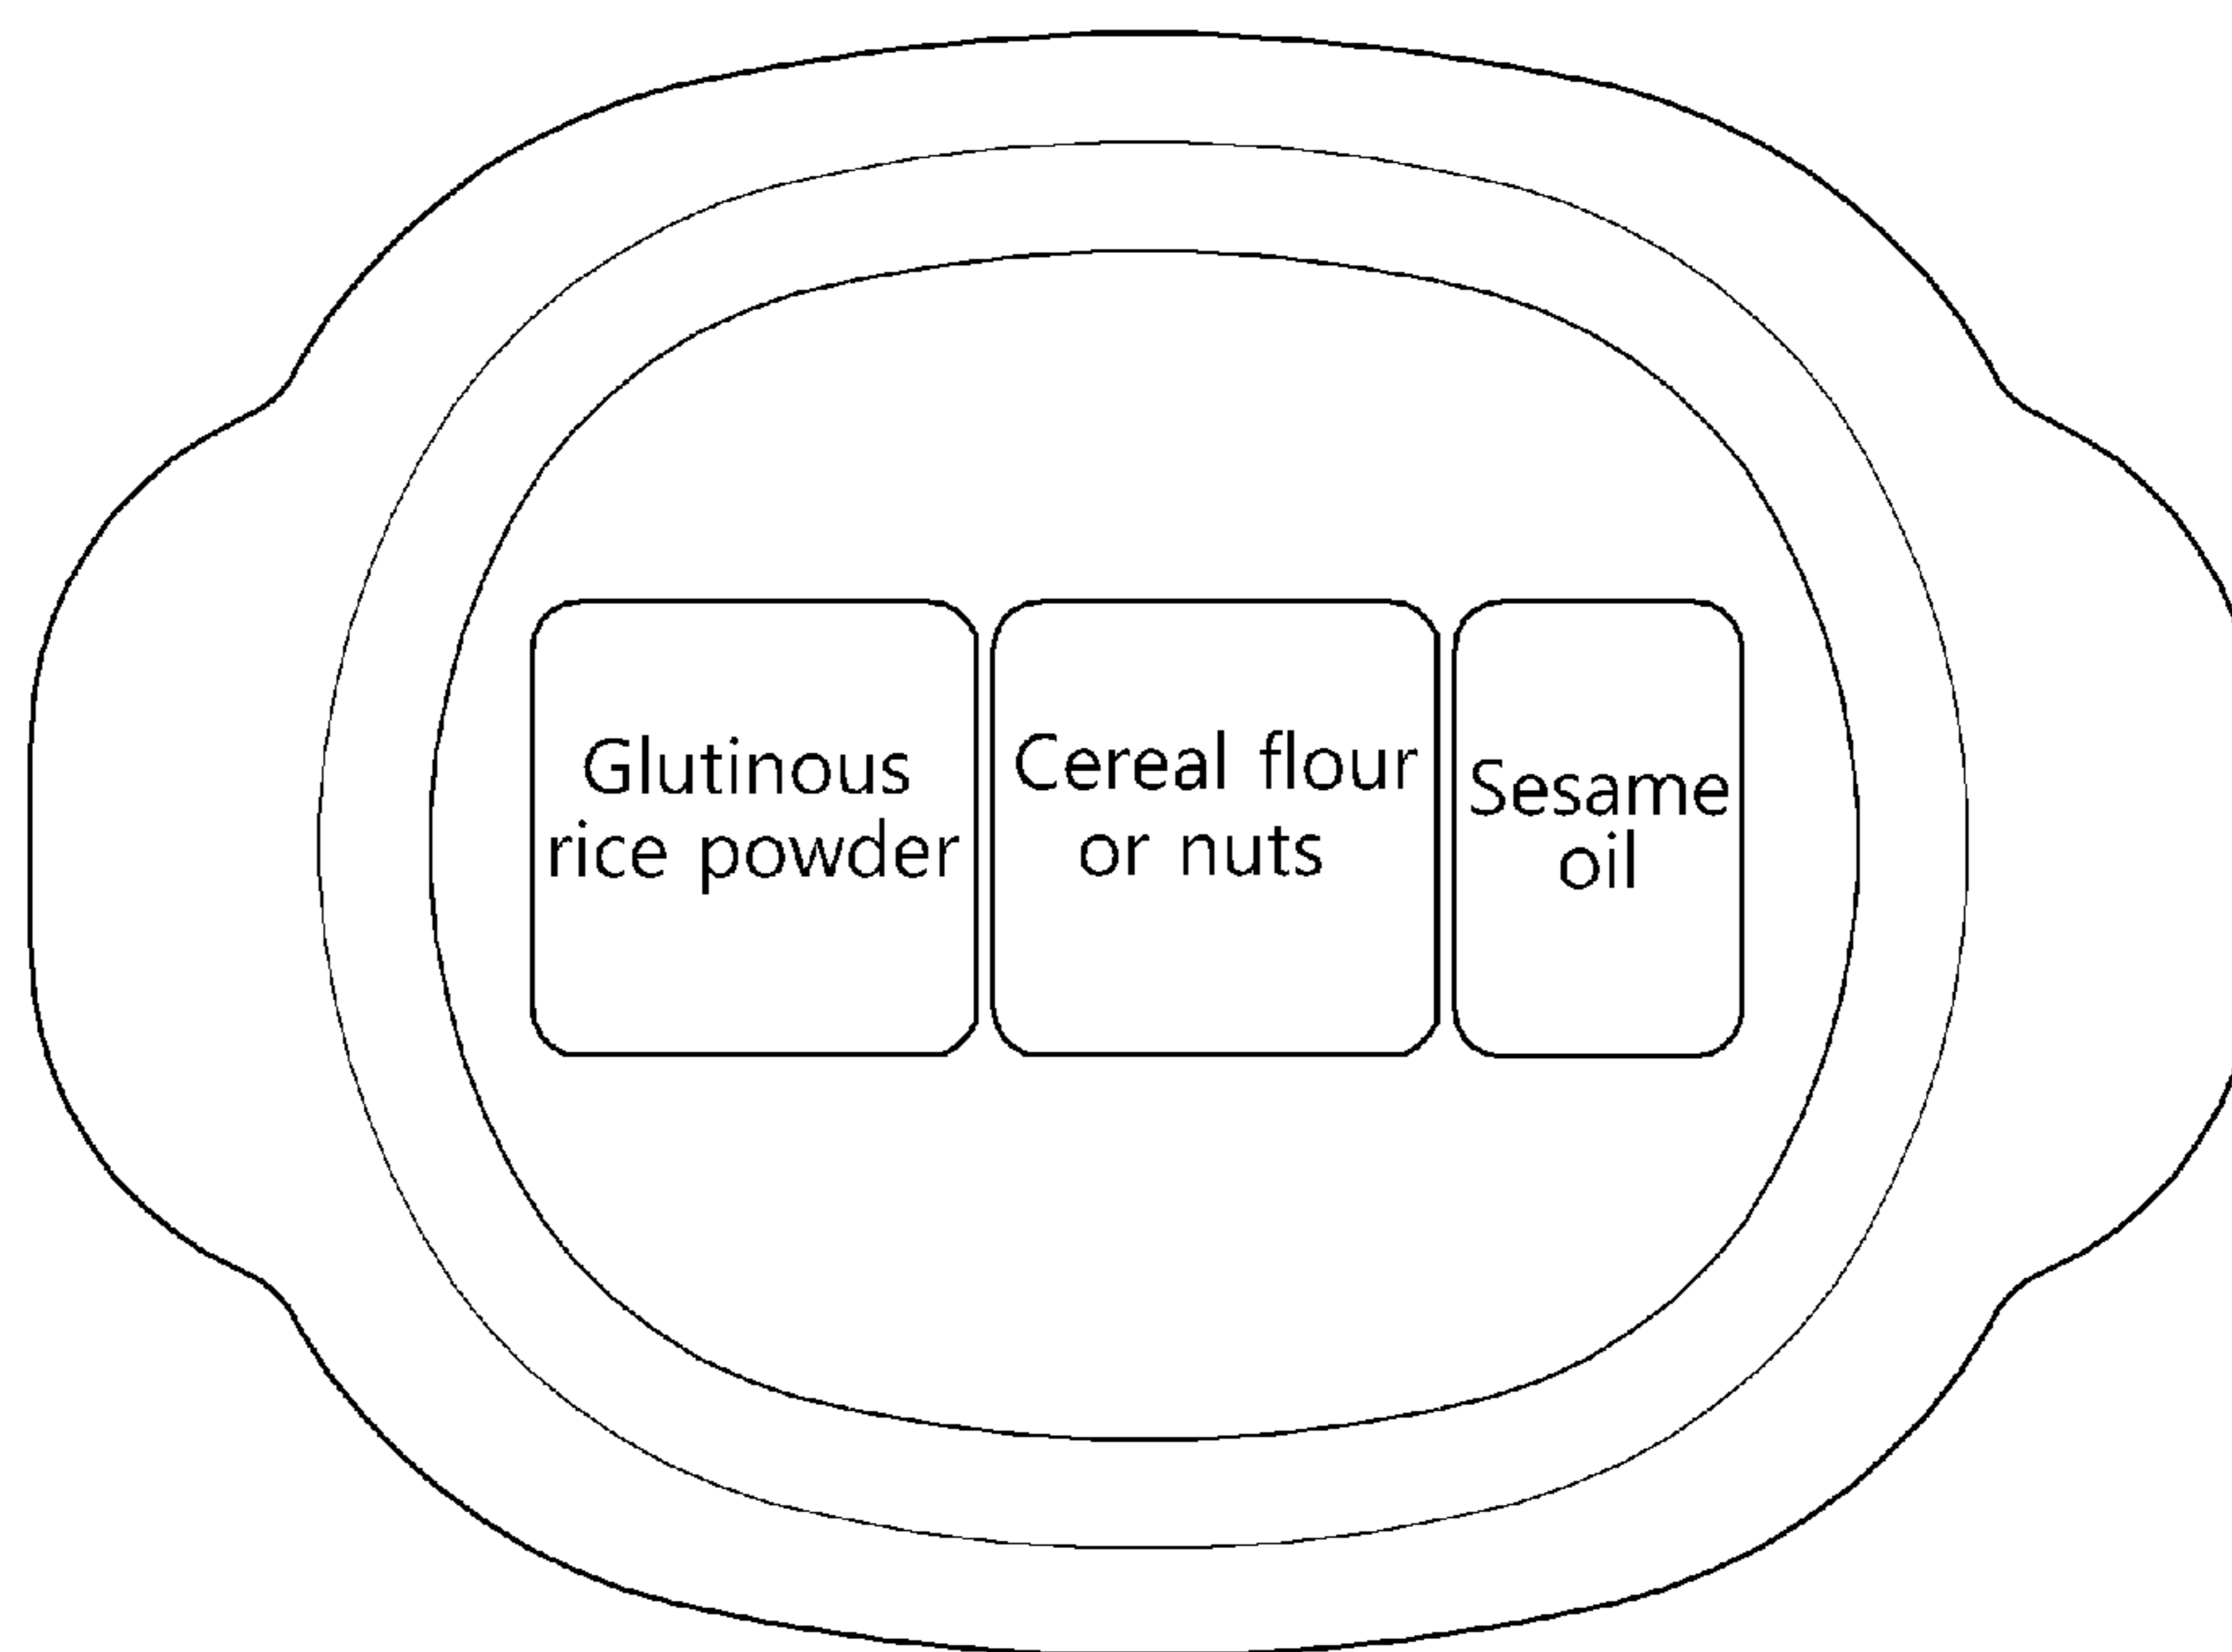 Glutinous
rice powder
Cereal flour
or nuts
Sesame
oil